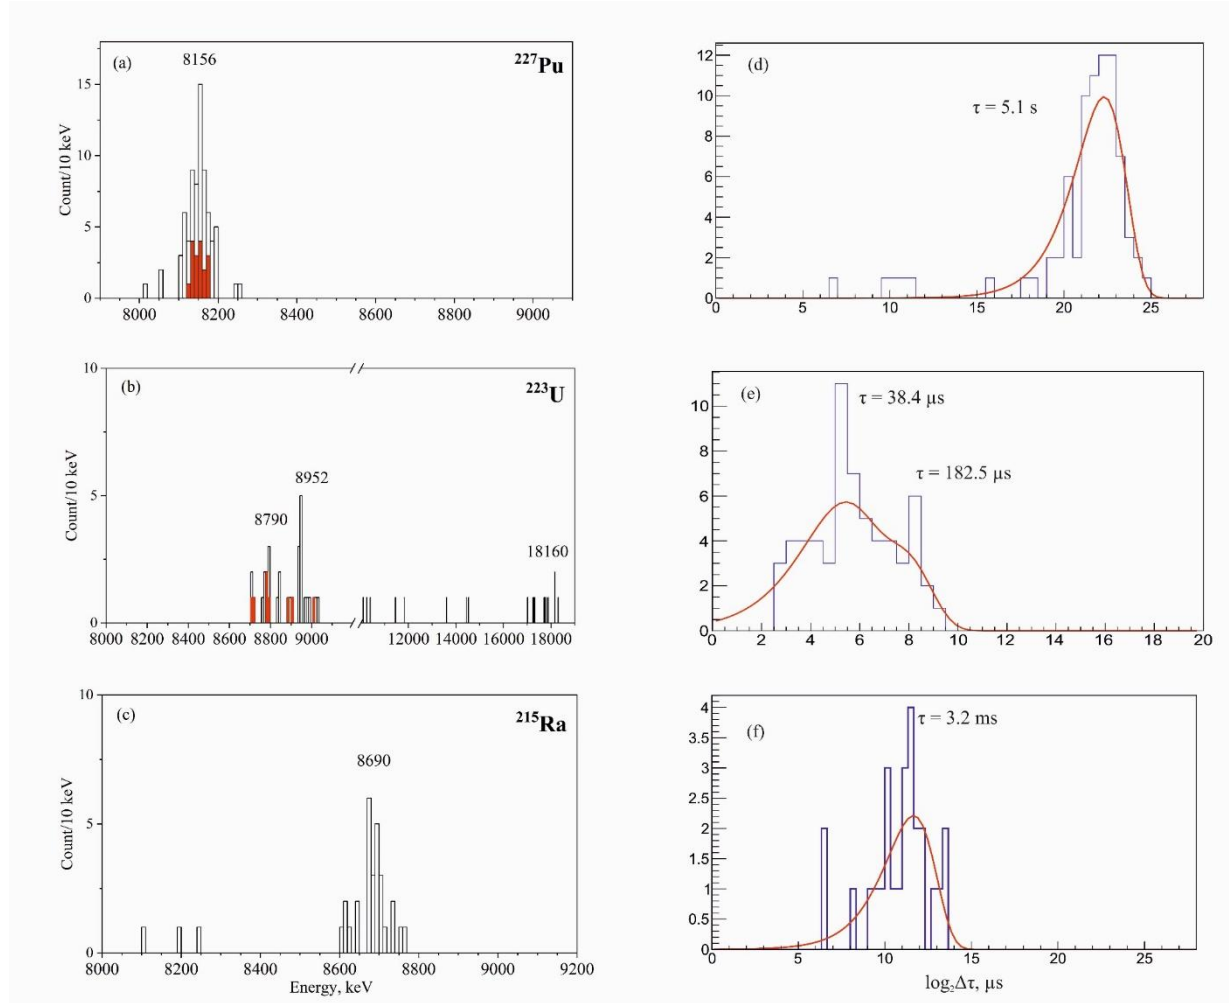 (a)
8156
²²⁷Pu
15
10
5
0
Count/10 keV
8000 8200 8400 8600 8800 9000
(d)
τ = 5.1 s
12
10
8
6
4
2
0
0 5 10 15 20 25
(b)
²²³U
10
5
0
Count/10 keV
8790
8952
18160
8000 8200 8400 8600 8800 9000 12000 14000 16000 18000
(e)
τ = 38.4 μs
τ = 182.5 μs
10
8
6
4
2
0
0 2 4 6 8 10 12 14 16 18 20
(c)
²¹⁵Ra
8690
10
5
0
Count/10 keV
8000 8200 8400 8600 8800 9000 9200
Energy, keV
(f)
τ = 3.2 ms
4
3.5
3
2.5
2
1.5
1
0.5
0
0 5 10 15 20 25
log₂Δτ, μs